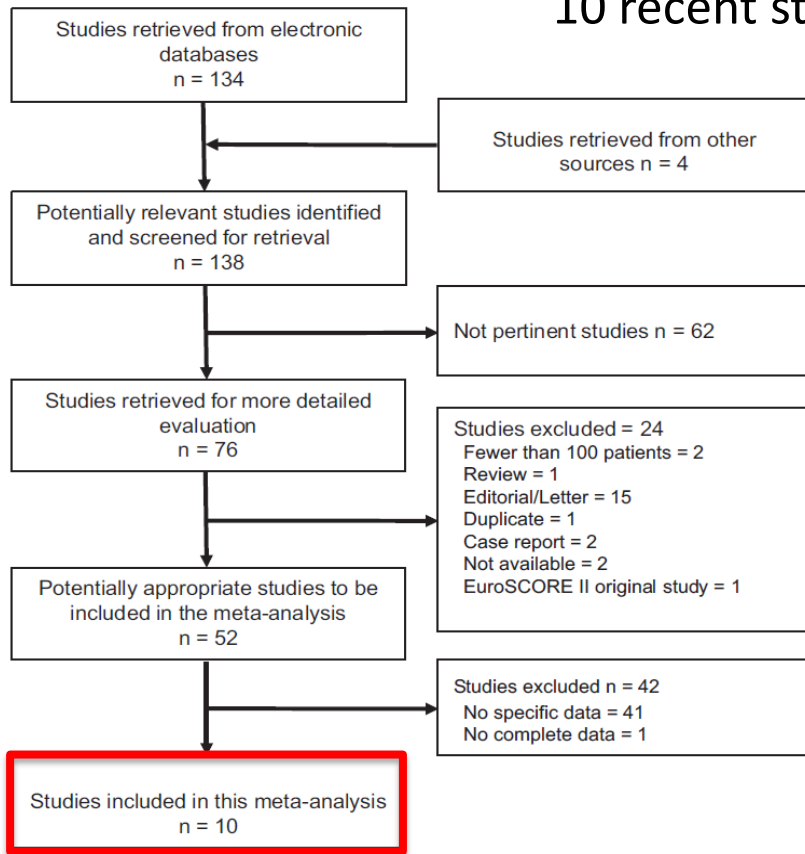 10 recent st
Studies retrieved from electronic
databases
n = 134
Studies retrieved from other
sources n = 4
Potentially relevant studies identified
and screened for retrieval
n = 138
Not pertinent studies n = 62
Studies retrieved for more detailed
evaluation
n = 76
Studies excluded = 24
Fewer than 100 patients = 2
Review = 1
Editorial/Letter = 15
Duplicate = 1
Case report = 2
Not available = 2
EuroSCORE II original study = 1
Potentially appropriate studies to be
included in the meta-analysis
n = 52
Studies excluded n = 42
No specific data = 41
No complete data = 1
Studies included in this meta-analysis
n = 10